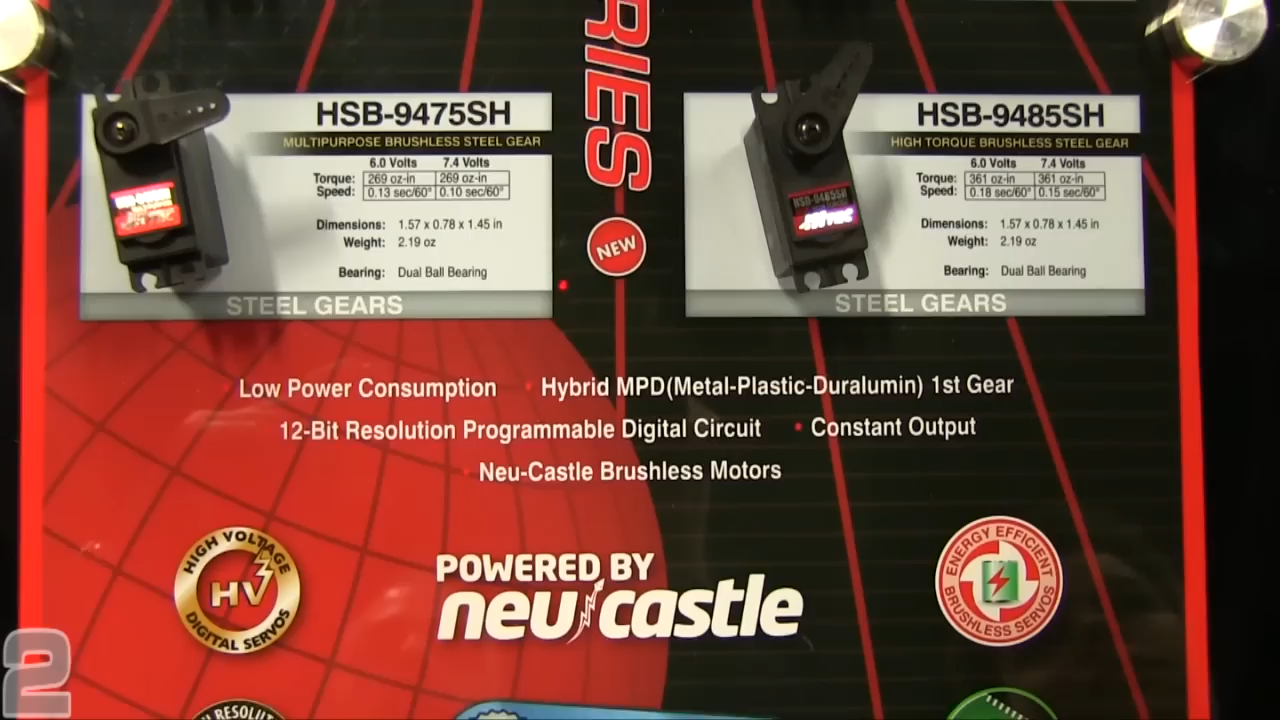 RIES
HSB-9475SH
MULTIPURPOSE BRUSHLESS STEEL GEAR
6.0 Volts 7.4 Volts
Torque: 269 oz-in 269 oz-in
Speed: 0.13 sec/60° 0.10 sec/60°
Dimensions: 1.57 x 0.78 x 1.45 in
Weight: 2.19 oz
Bearing: Dual Ball Bearing
STEEL GEARS
NEW
HSB-9485SH
HIGH TORQUE BRUSHLESS STEEL GEAR
6.0 Volts 7.4 Volts
Torque: 361 oz-in 361 oz-in
Speed: 0.18 sec/60° 0.15 sec/60°
HSB-9485SH
Dimensions: 1.57 x 0.78 x 1.45 in
Weight: 2.19 oz
Bearing: Dual Ball Bearing
STEEL GEARS
Low Power Consumption • Hybrid MPD(Metal-Plastic-Duralumin) 1st Gear
12-Bit Resolution Programmable Digital Circuit • Constant Output
Neu-Castle Brushless Motors
HIGH VOLTAGE
HV
DIGITAL SERVOS
POWERED BY
neu castle
ENERGY EFFICIENT
BRUSHLESS SERVOS
2